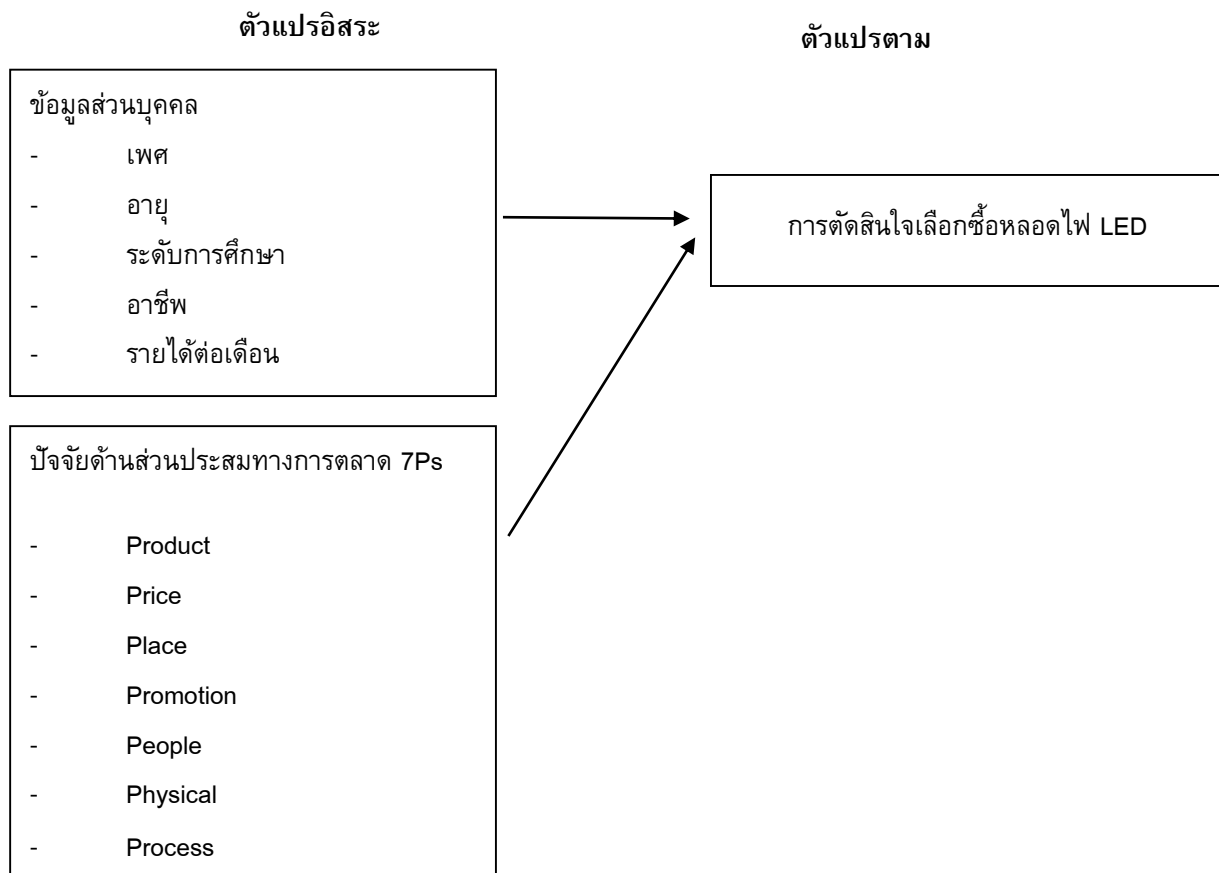 ตัวแปรอิสระ
ตัวแปรตาม
ข้อมูลส่วนบุคคล
- เพศ
- อายุ
- ระดับการศึกษา
- อาชีพ
- รายได้ต่อเดือน
การตัดสินใจเลือกซื้อหลอดไฟ LED
ปัจจัยด้านส่วนประสมทางการตลาด 7Ps
- Product
- Price
- Place
- Promotion
- People
- Physical
- Process